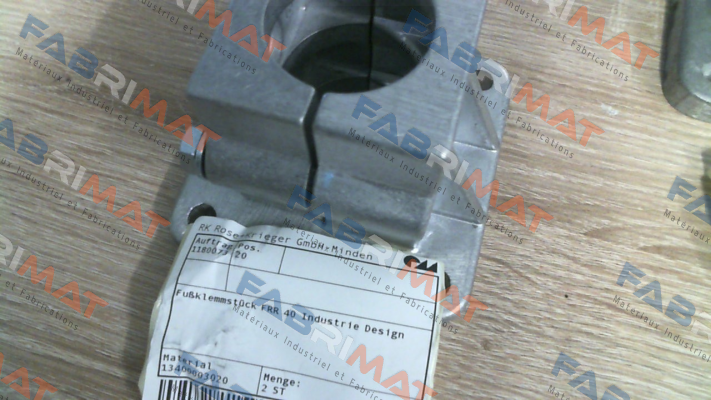 RK Rose+Krieger GmbH-Minden
Auftrag Pos.
20
Fußklemmstück FRR 40 Industrie Design
Material
13409003020
Menge:
2 ST
FABRIMAT
Matériaux Industriel et Fabrications